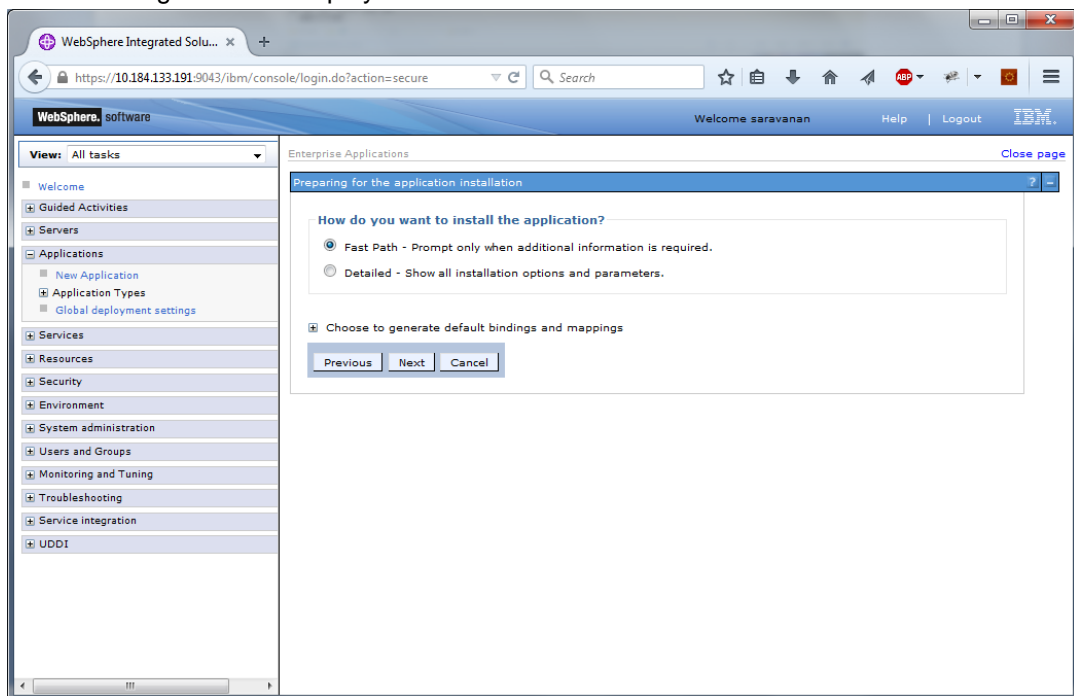 WebSphere Integrated Solu... × +
https://10.184.133.191:9043/ibm/console/login.do?action=secure
Search
ABP
WebSphere. software
Welcome saravanan
Help | Logout
IBM.
View: All tasks
Welcome
Guided Activities
Servers
Applications
New Application
Application Types
Global deployment settings
Services
Resources
Security
Environment
System administration
Users and Groups
Monitoring and Tuning
Troubleshooting
Service integration
UDDI
Enterprise Applications
Close page
Preparing for the application installation
? –
How do you want to install the application?
Fast Path - Prompt only when additional information is required.
Detailed - Show all installation options and parameters.
Choose to generate default bindings and mappings
Previous Next Cancel